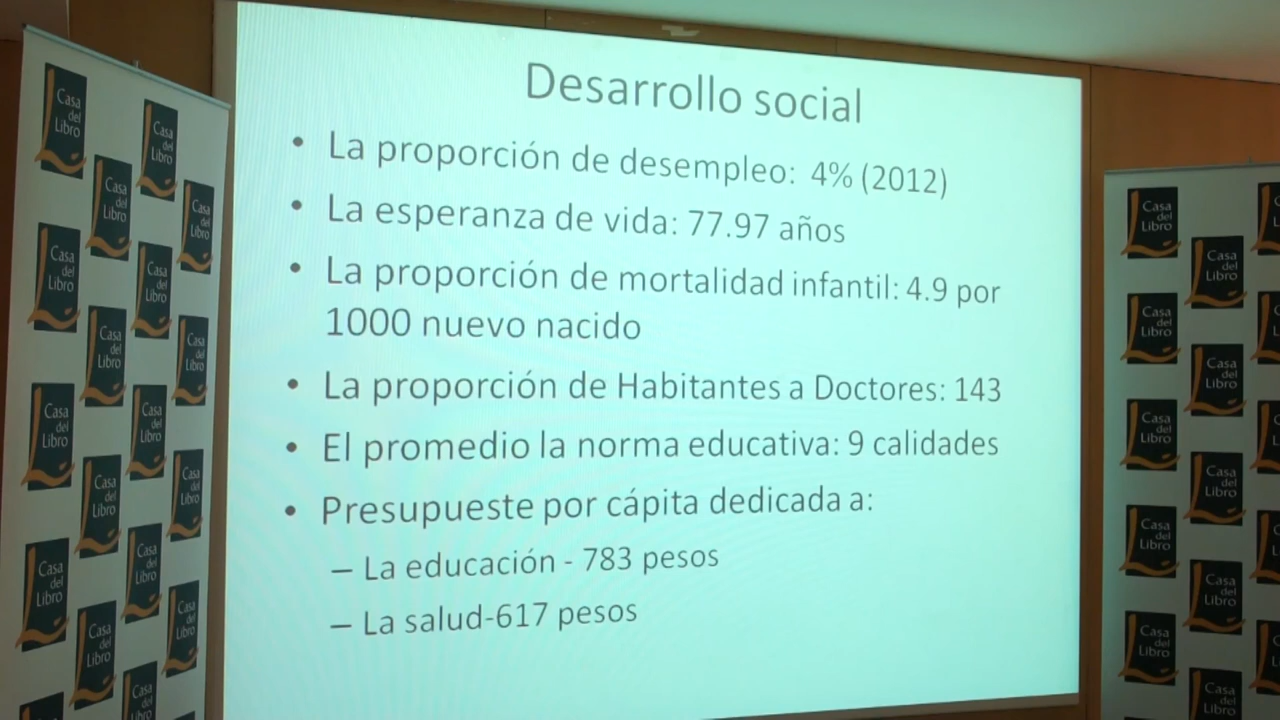 Desarrollo social
• La proporción de desempleo: 4% (2012)
• La esperanza de vida: 77.97 años
• La proporción de mortalidad infantil: 4.9 por
1000 nuevo nacido
• La proporción de Habitantes a Doctores: 143
• El promedio la norma educativa: 9 calidades
• Presupueste por cápita dedicada a:
– La educación - 783 pesos
– La salud-617 pesos
Casa
del
Libro